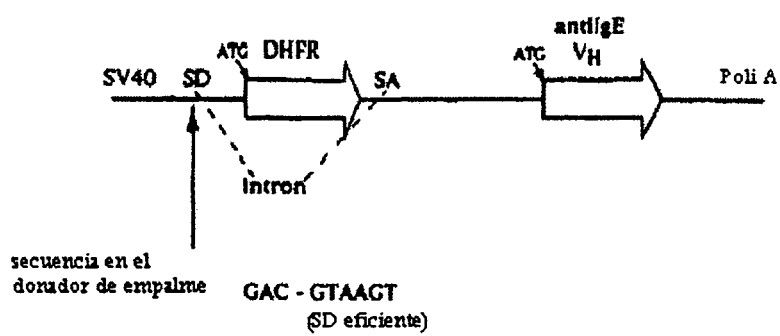 antiIgE
ATG DHFR ATG VH
SV40 SD SA Poli A
Intron
secuencia en el
donador de empalme
GAC - GTAAGT
(SD eficiente)